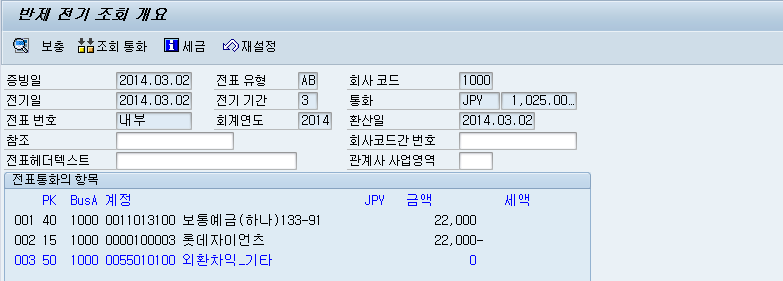 반제 전기 조회 개요
보충 조회 통화 세금 재설정
증빙일 2014.03.02 전표 유형 AB 회사 코드 1000
전기일 2014.03.02 전기 기간 3 통화 JPY 1,025.00...
전표 번호 내부 회계연도 2014 환산일 2014.03.02
참조 회사코드간 번호
전표헤더텍스트 관계사 사업영역
전표통화의 항목
PK BusA 계정 JPY 금액 세액
001 40 1000 0011013100 보통예금(하나)133-91 22,000
002 15 1000 0000100003 롯데자이언츠 22,000-
003 50 1000 0055010100 외환차익_기타 0